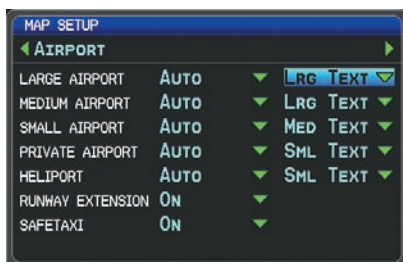 MAP SETUP
AIRPORT
LARGE AIRPORT AUTO LRG TEXT
MEDIUM AIRPORT AUTO LRG TEXT
SMALL AIRPORT AUTO MED TEXT
PRIVATE AIRPORT AUTO SML TEXT
HELIPORT AUTO SML TEXT
RUNWAY EXTENSION ON
SAFETAXI ON